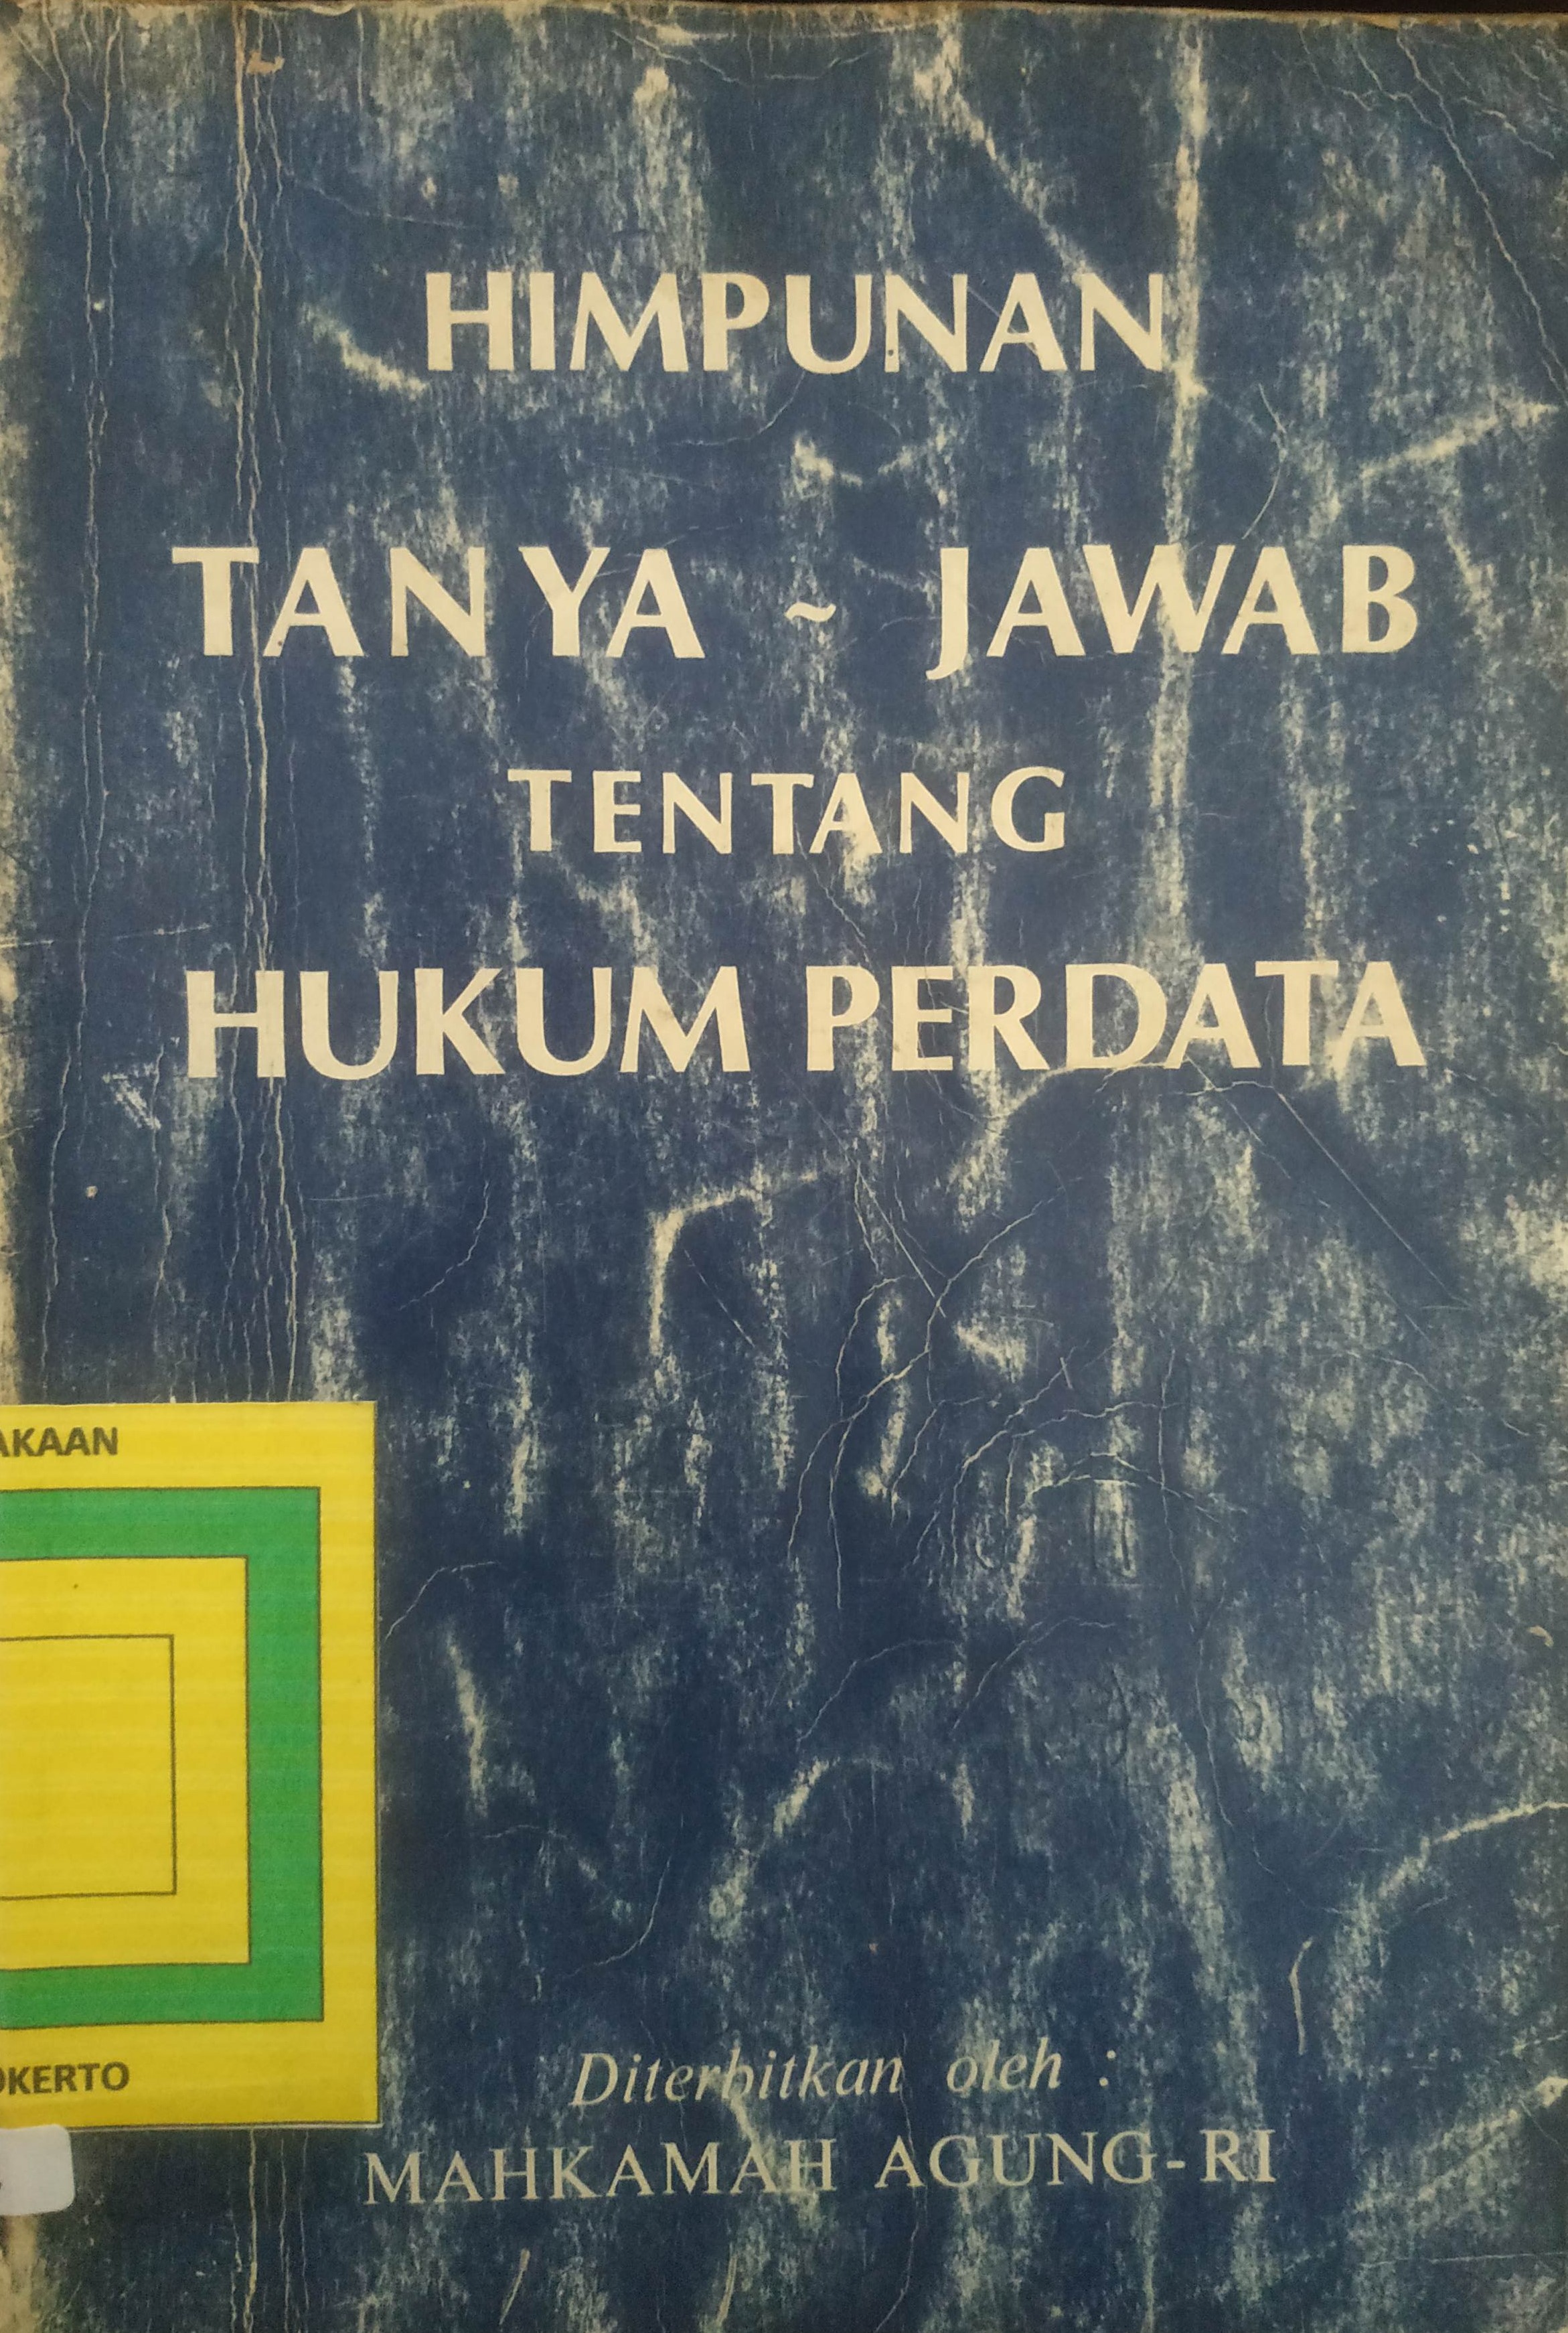 HIMPUNAN
TANYA ~ JAWAB
TENTANG
HUKUM PERDATA
AKAAN
OKERTO
Diterbitkan oleh :
MAHKAMAH AGUNG-RI